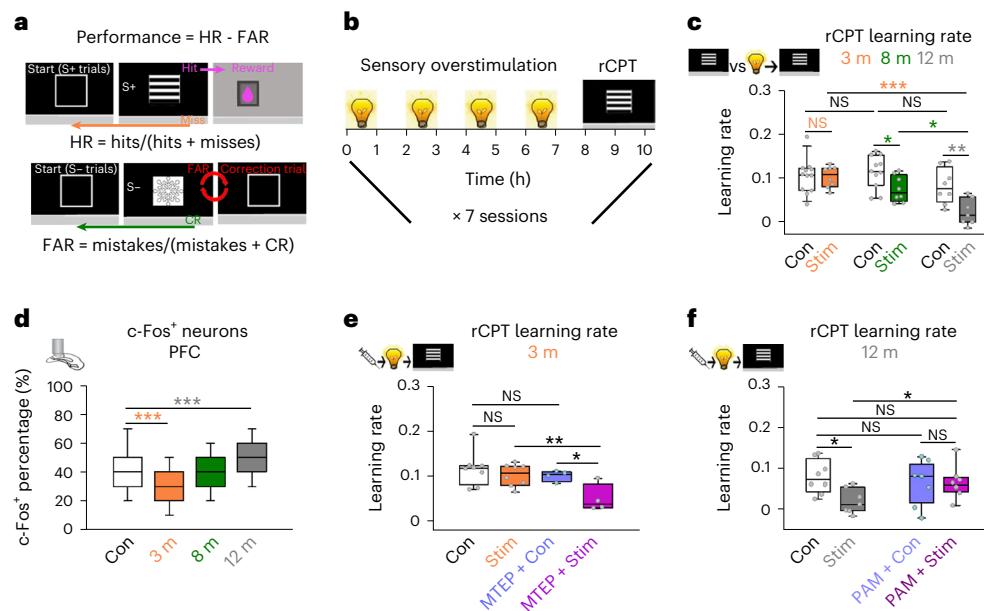 a
Performance = HR - FAR
Start (S+ trials)
S+
Hit
Reward
Miss
HR = hits/(hits + misses)
Start (S− trials)
S−
FAR
Correction trial
CR
FAR = mistakes/(mistakes + CR)
b
Sensory overstimulation
rCPT
0 1 2 3 4 5 6 7 8 9 10
Time (h)
× 7 sessions
c
rCPT learning rate
vs
3 m 8 m 12 m
***
NS NS
NS * *
**
Learning rate
0.3
0.2
0.1
0
Con Stim Con Stim Con Stim
d
c-Fos+ neurons
PFC
***
***
c-Fos+ percentage (%)
100
80
60
40
20
0
Con 3 m 8 m 12 m
e
rCPT learning rate
3 m
NS
NS
**
*
Learning rate
0.3
0.2
0.1
0
Con Stim MTEP + Con MTEP + Stim
f
rCPT learning rate
12 m
*
NS
NS
* NS
Learning rate
0.3
0.2
0.1
0
Con Stim PAM + Con PAM + Stim